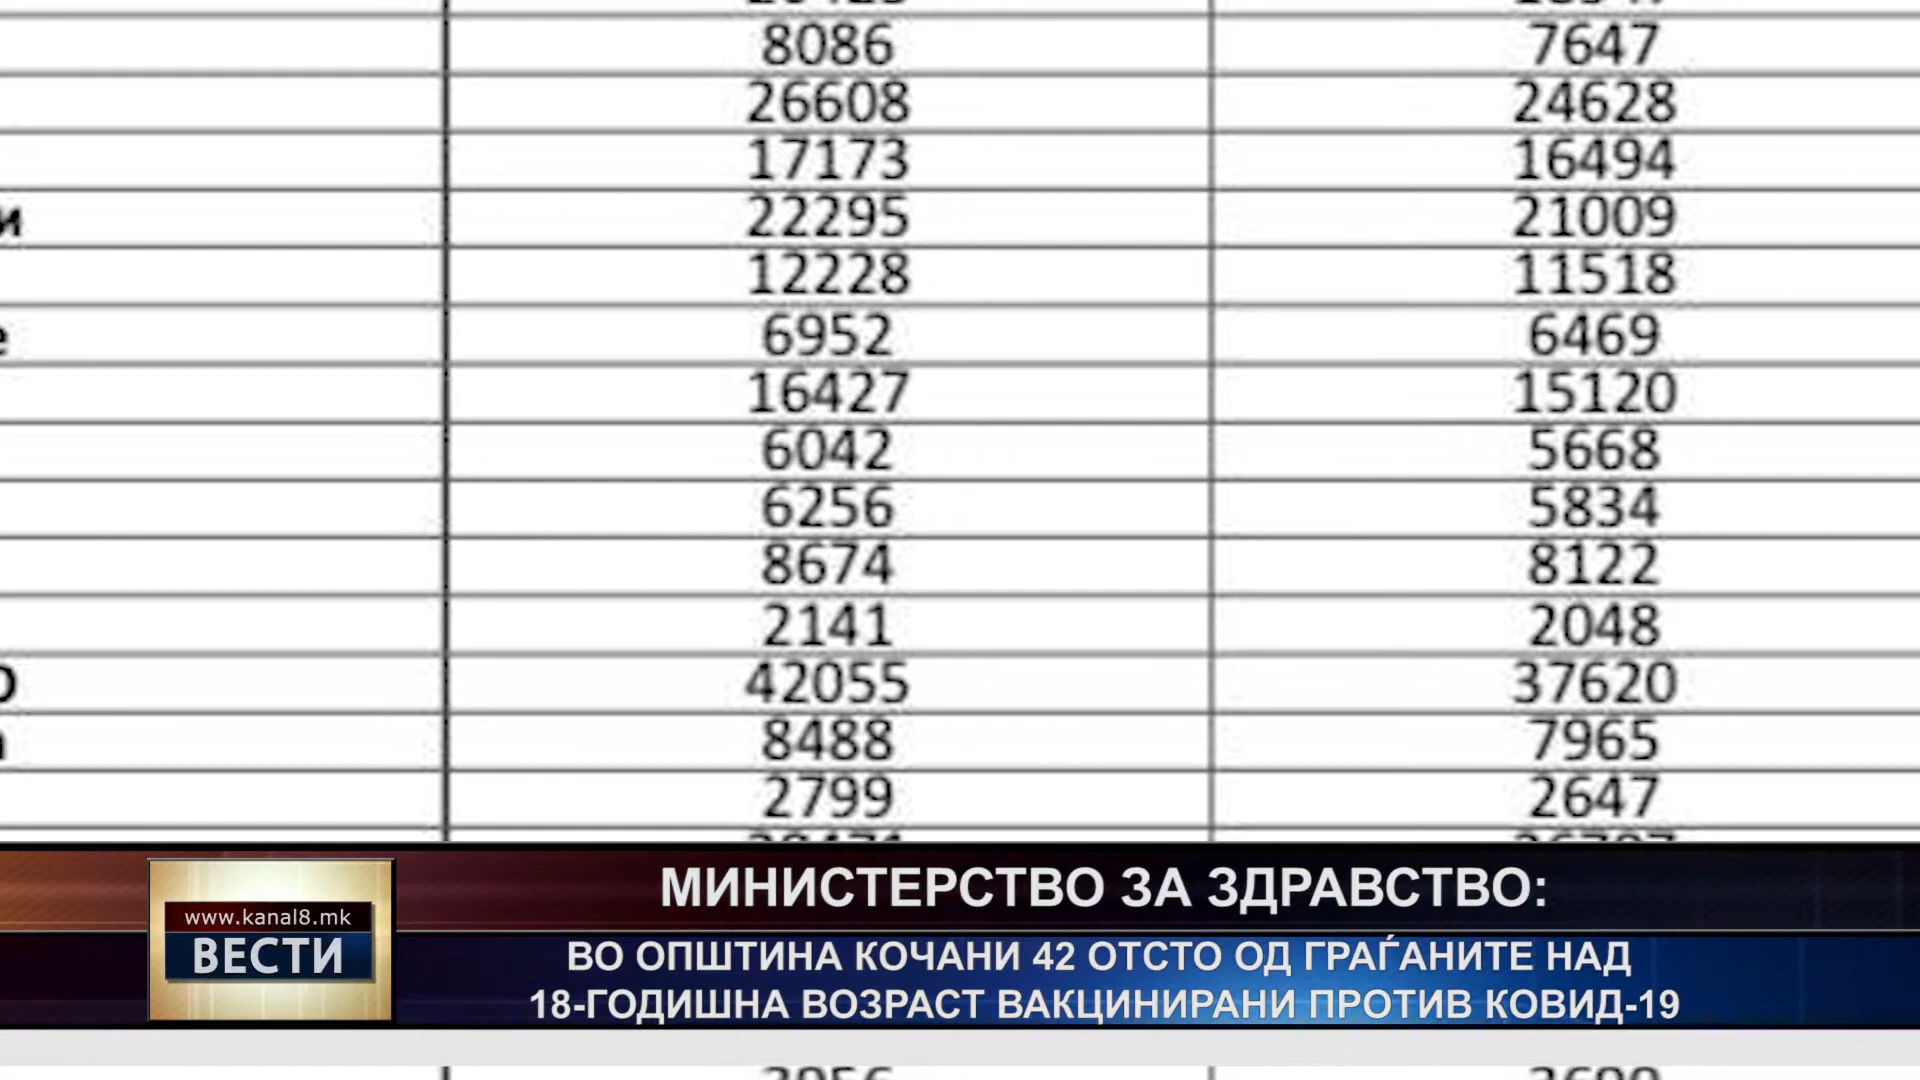 8086 7647
26608 24628
17173 16494
и 22295 21009
12228 11518
е 6952 6469
16427 15120
6042 5668
6256 5834
8674 8122
2141 2048
42055 37620
8488 7965
2799 2647
www.kanal8.mk
ВЕСТИ
МИНИСТЕРСТВО ЗА ЗДРАВСТВО:
ВО ОПШТИНА КОЧАНИ 42 ОТСТО ОД ГРАЃАНИТЕ НАД
18-ГОДИШНА ВОЗРАСТ ВАКЦИНИРАНИ ПРОТИВ КОВИД-19